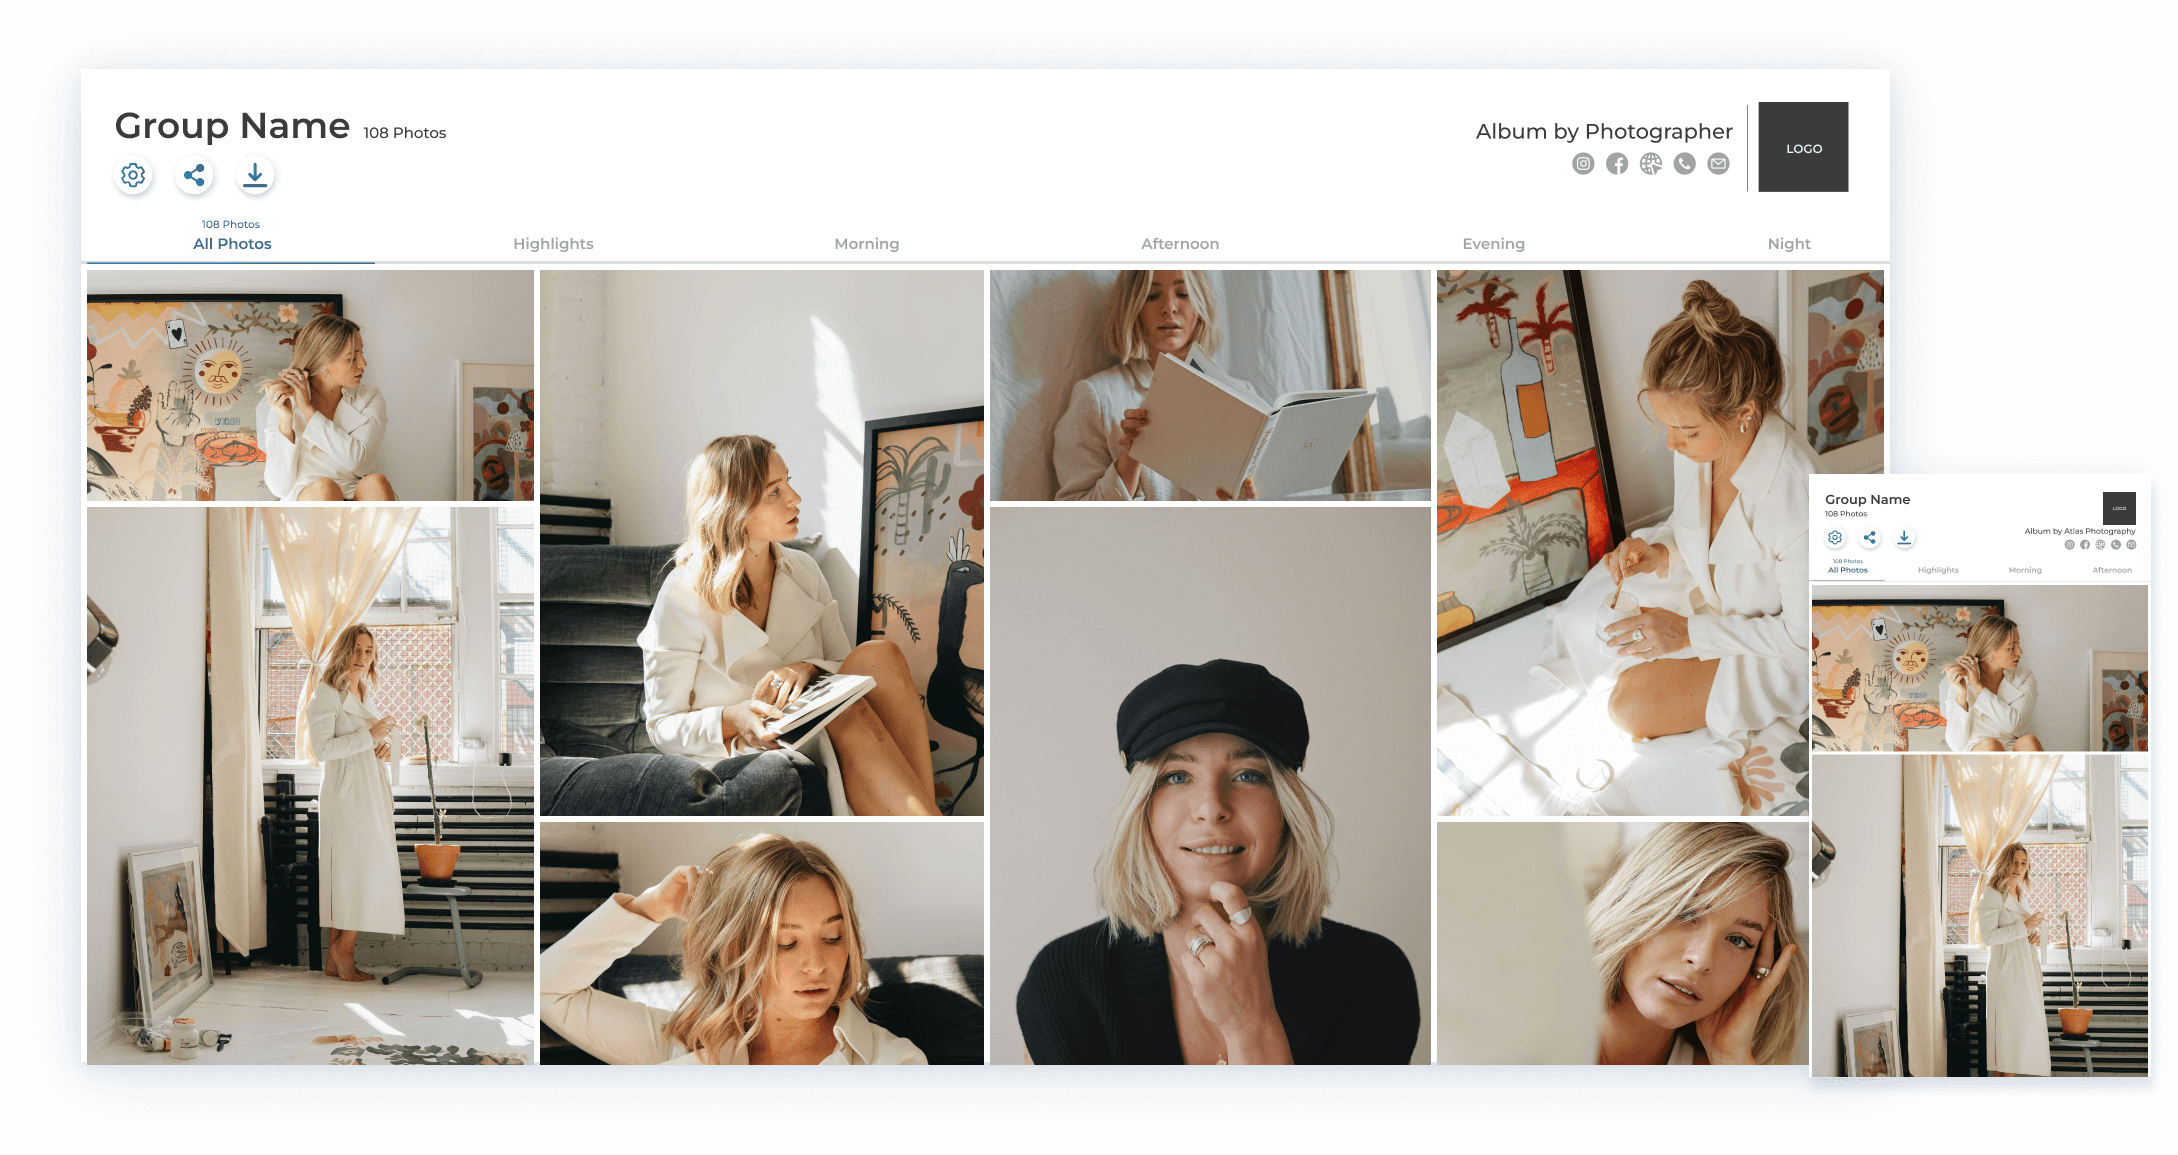 Group Name 108 Photos
Album by Photographer
LOGO
108 Photos
All Photos Highlights Morning Afternoon Evening Night
Group Name
108 Photos
LOGO
Album by Atlas Photography
108 Photos
All Photos Highlights Morning Afternoon